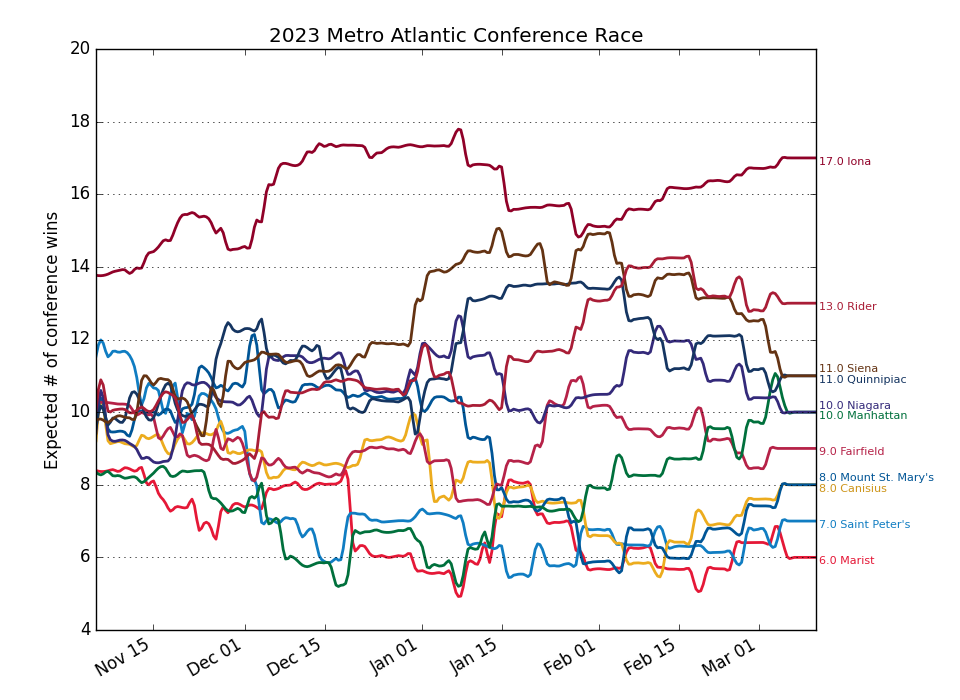 2023 Metro Atlantic Conference Race
Expected # of conference wins
20
18
16
14
12
10
8
6
4
17.0 Iona
13.0 Rider
11.0 Siena
11.0 Quinnipiac
10.0 Niagara
10.0 Manhattan
9.0 Fairfield
8.0 Mount St. Mary's
8.0 Canisius
7.0 Saint Peter's
6.0 Marist
Nov 15
Dec 01
Dec 15
Jan 01
Jan 15
Feb 01
Feb 15
Mar 01